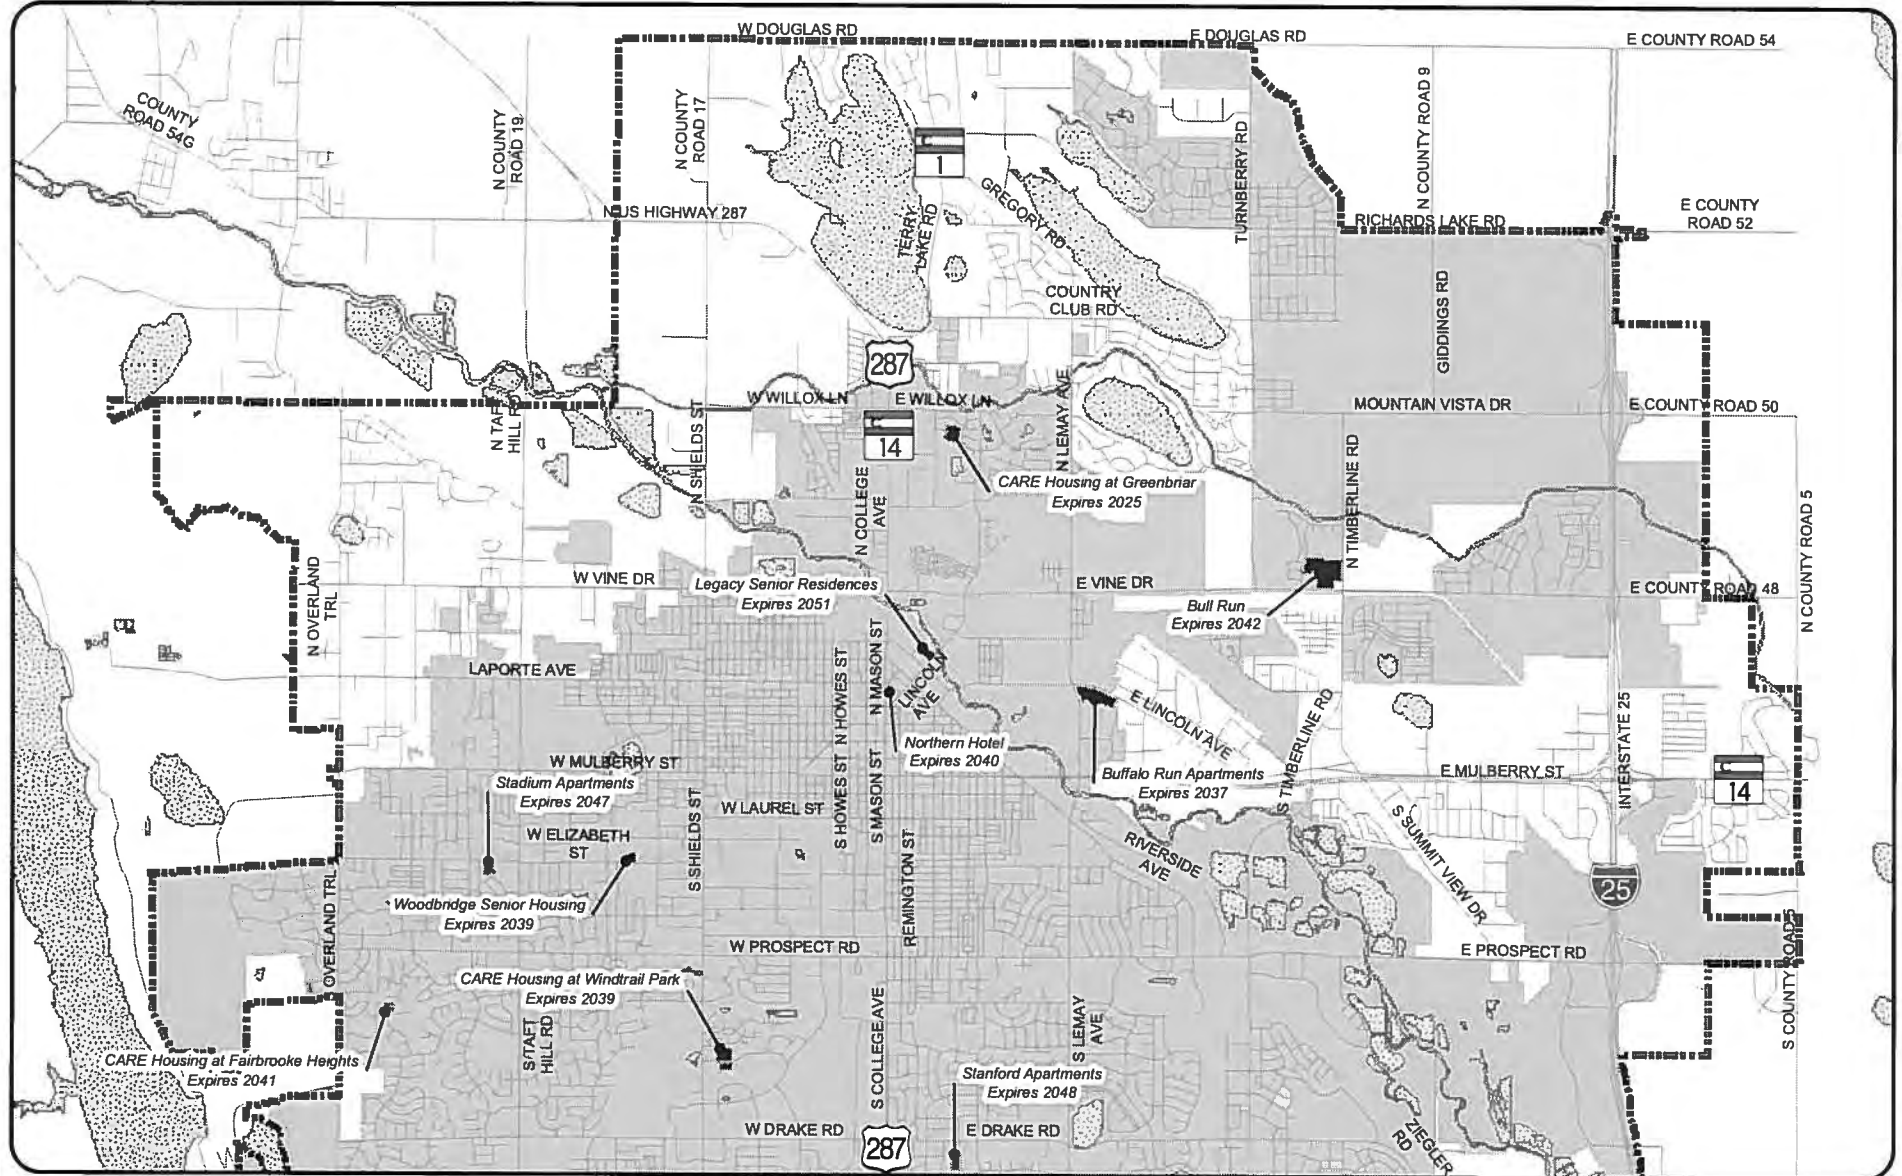 W DOUGLAS RD
E DOUGLAS RD
E COUNTY ROAD 54
COUNTY
ROAD 54G
N COUNTY
ROAD 19
N COUNTY
ROAD 17
1
TURNBERRY RD
N COUNTY ROAD 9
N US HIGHWAY 287
TERRY
LAKE RD
GREGORY RD
RICHARDS LAKE RD
E COUNTY
ROAD 52
COUNTRY
CLUB RD
GIDDINGS RD
287
W WILLOX LN
E WILLOX LN
MOUNTAIN VISTA DR
E COUNTY ROAD 50
N TAFT
HILL RD
N SHIELDS ST
14
N LEMAY AVE
N COLLEGE
AVE
CARE Housing at Greenbriar
Expires 2025
N TIMBERLINE RD
N COUNTY ROAD 5
N OVERLAND
TRL
W VINE DR
Legacy Senior Residences
Expires 2051
E VINE DR
Bull Run
Expires 2042
E COUNTY ROAD 48
LAPORTE AVE
S HOWES ST
N HOWES ST
N MASON ST
LINCOLN
AVE
E LINCOLN AVE
S TIMBERLINE RD
INTERSTATE 25
Northern Hotel
Expires 2040
Buffalo Run Apartments
Expires 2037
W MULBERRY ST
E MULBERRY ST
14
Stadium Apartments
Expires 2047
S SHIELDS ST
W LAUREL ST
S MASON ST
W ELIZABETH
ST
REMINGTON ST
RIVERSIDE
AVE
S SUMMIT VIEW DR
25
S OVERLAND TRL
Woodbridge Senior Housing
Expires 2039
W PROSPECT RD
E PROSPECT RD
S COUNTY ROAD 5
CARE Housing at Windtrail Park
Expires 2039
S TAFT
HILL RD
S COLLEGE AVE
S LEMAY
AVE
CARE Housing at Fairbrooke Heights
Expires 2041
Stanford Apartments
Expires 2048
W DRAKE RD
287
E DRAKE RD
ZIEGLER
RD